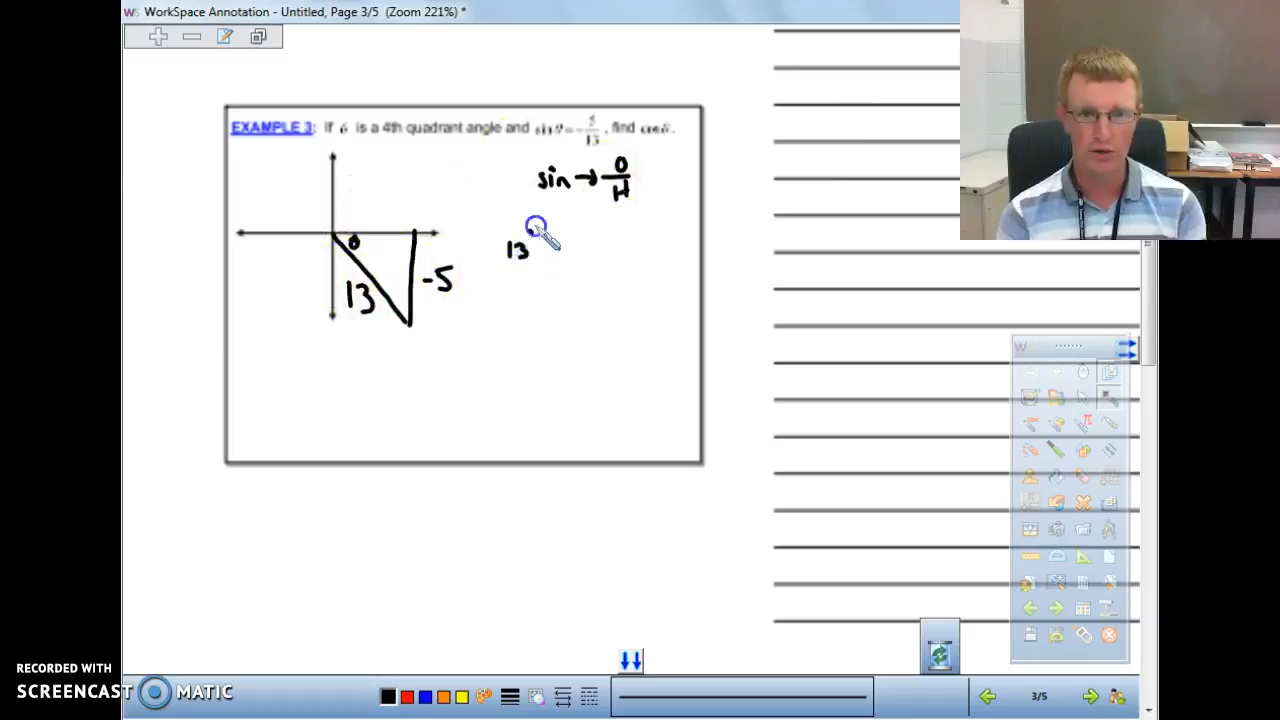 WorkSpace Annotation - Untitled, Page 3/5 (Zoom 221%) *
EXAMPLE 3: If θ is a 4th quadrant angle and sin θ = - 5/13, find cos θ.
sin → O/H
θ
13
-5
13
RECORDED WITH
SCREENCAST MATIC
3/5